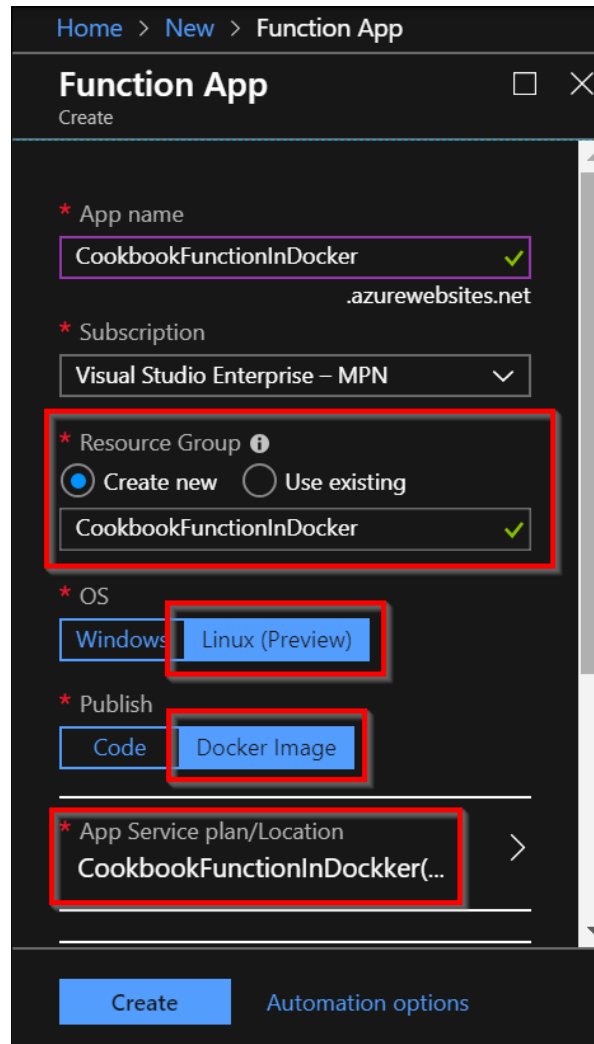 Home > New > Function App
Function App
Create
* App name
CookbookFunctionInDocker
.azurewebsites.net
* Subscription
Visual Studio Enterprise – MPN
* Resource Group
Create new Use existing
CookbookFunctionInDocker
* OS
Windows Linux (Preview)
* Publish
Code Docker Image
* App Service plan/Location
CookbookFunctionInDockker(...
Create Automation options